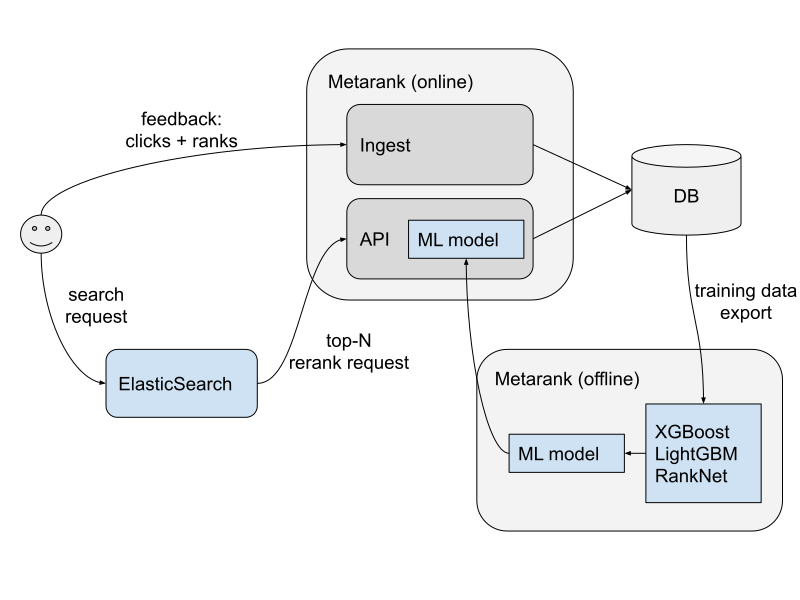 Metarank (online)
feedback:
clicks + ranks
Ingest
DB
API
ML model
search
request
training data
export
top-N
rerank request
ElasticSearch
Metarank (offline)
XGBoost
LightGBM
RankNet
ML model